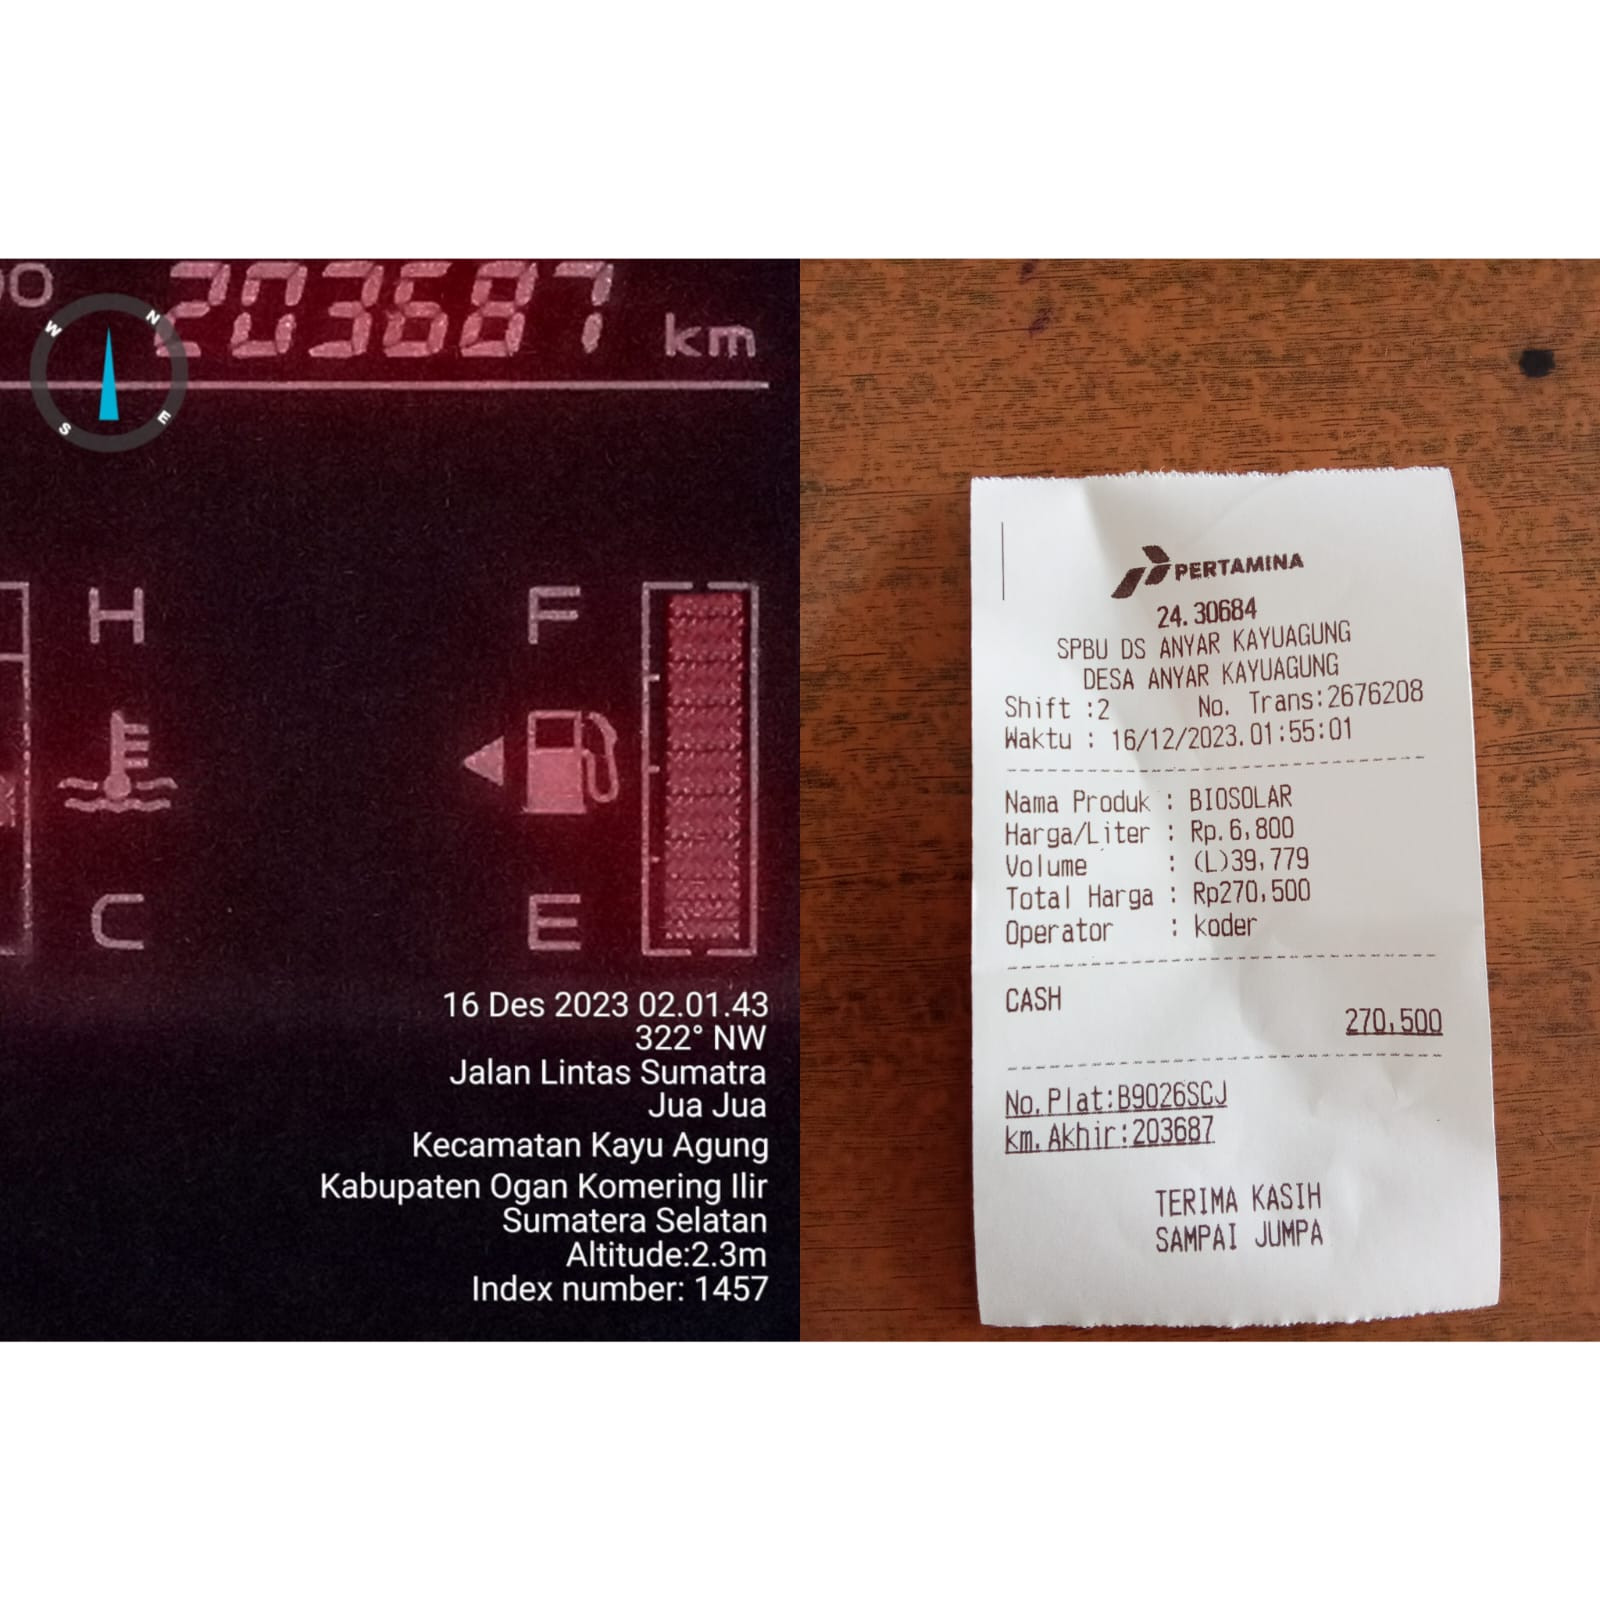 203687
km
N
W
E
S
H
F
C
E
16 Des 2023 02.01.43
322° NW
Jalan Lintas Sumatra
Jua Jua
Kecamatan Kayu Agung
Kabupaten Ogan Komering Ilir
Sumatera Selatan
Altitude:2.3m
Index number: 1457
PERTAMINA
24.30684
SPBU DS ANYAR KAYUAGUNG
DESA ANYAR KAYUAGUNG
Shift :2 No. Trans:2676208
Waktu : 16/12/2023.01:55:01
Nama Produk : BIOSOLAR
Harga/Liter : Rp.6,800
Volume : (L)39,779
Total Harga : Rp270,500
Operator : koder
CASH
270,500
No.Plat:B9026SCJ
km.Akhir:203687
TERIMA KASIH
SAMPAI JUMPA